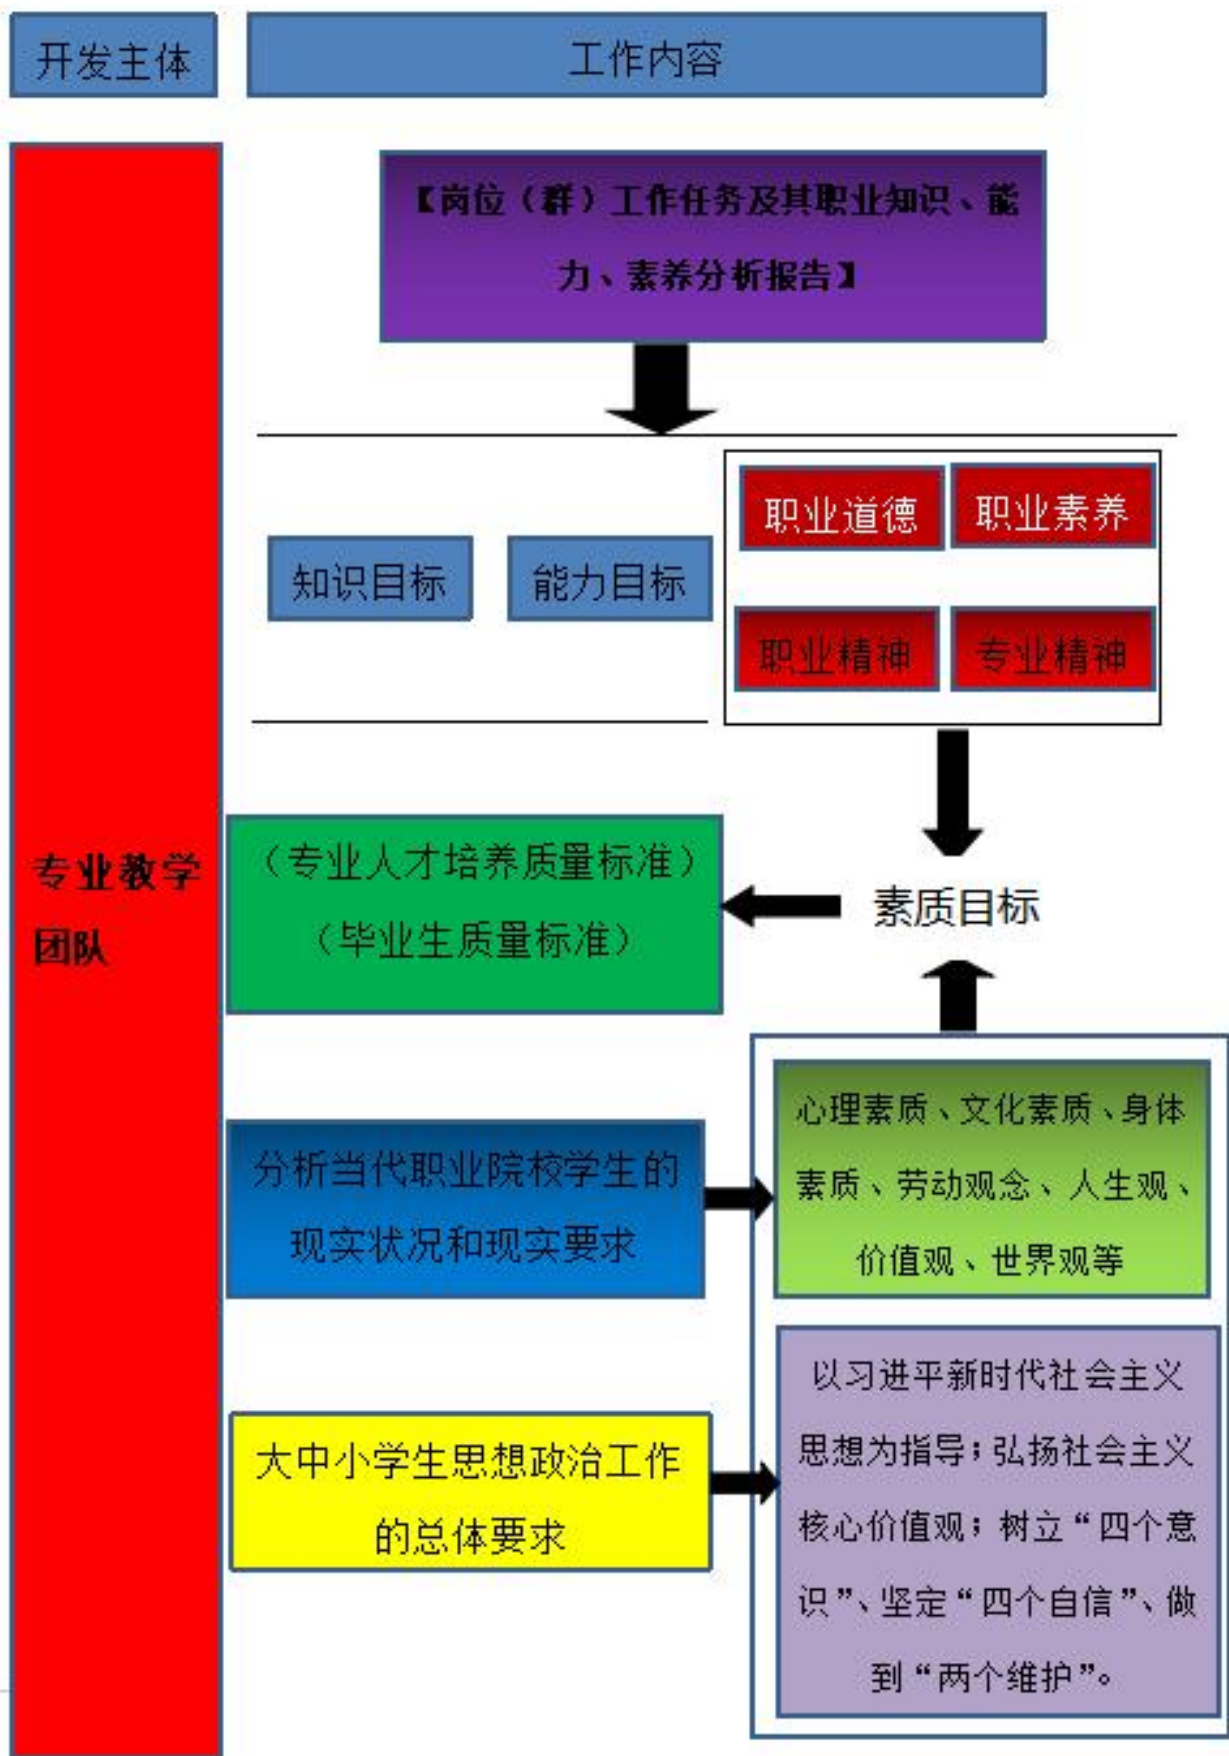 开发主体
工作内容
【岗位（群）工作任务及其职业知识、能
力、素养分析报告】
知识目标
能力目标
职业道德
职业素养
职业精神
专业精神
专业教学
团队
（专业人才培养质量标准）
（毕业生质量标准）
素质目标
分析当代职业院校学生的
现实状况和现实要求
心理素质、文化素质、身体
素质、劳动观念、人生观、
价值观、世界观等
大中小学生思想政治工作
的总体要求
以习进平新时代社会主义
思想为指导；弘扬社会主义
核心价值观；树立“四个意
识”、坚定“四个自信”、做
到“两个维护”。